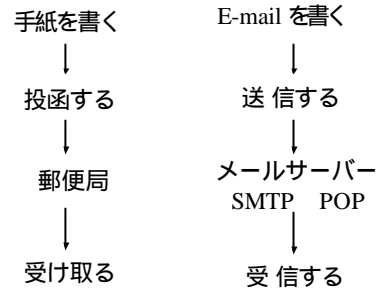 手紙を書く
投函する
郵便局
受け取る
E-mail を書く
送 信する
メールサーバー
SMTP POP
受 信する